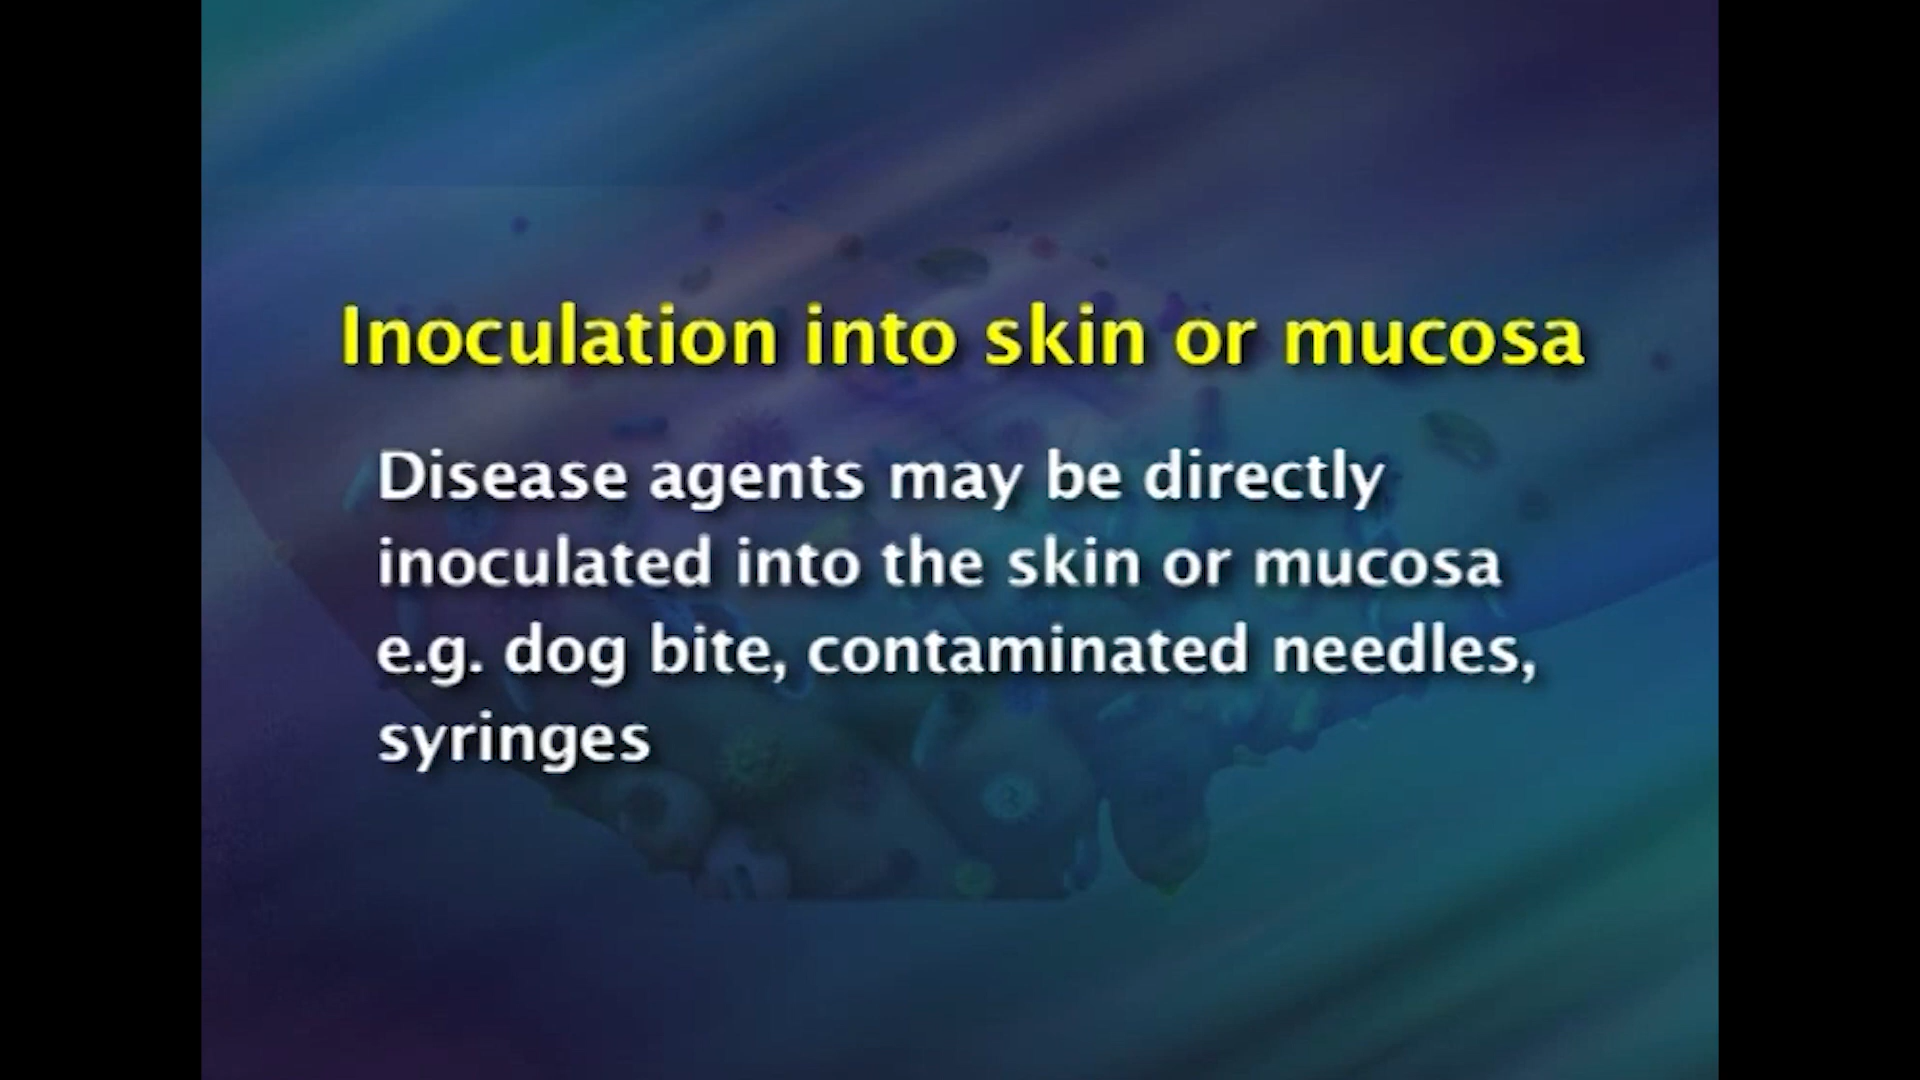 Inoculation into skin or mucosa
Disease agents may be directly
inoculated into the skin or mucosa
e.g. dog bite, contaminated needles,
syringes